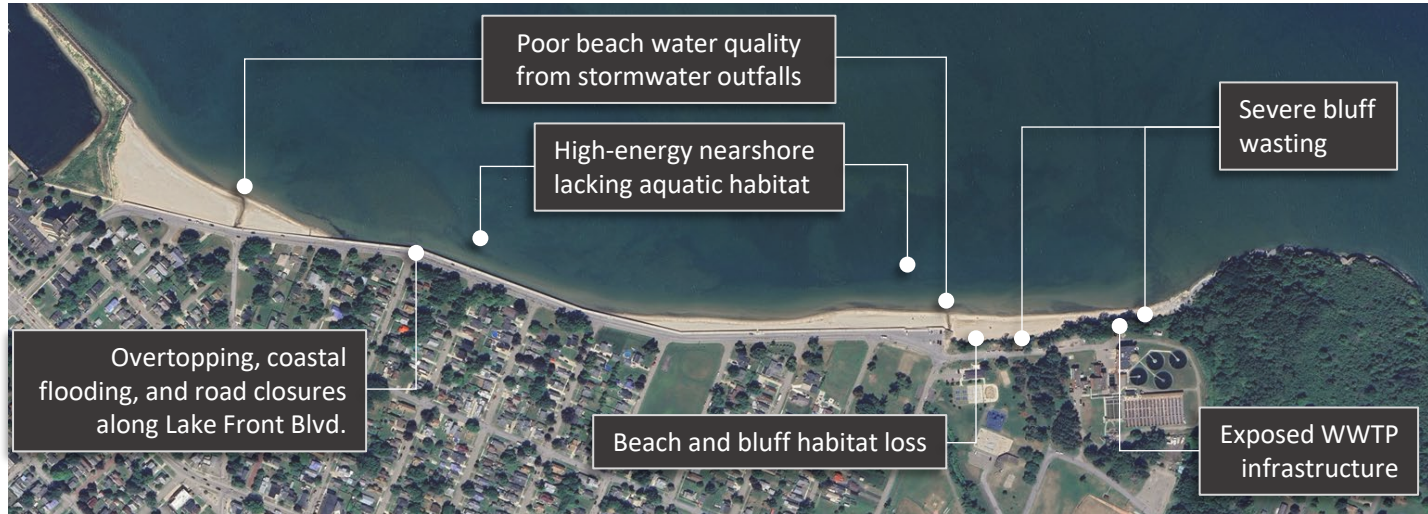 Poor beach water quality
from stormwater outfalls
High-energy nearshore
lacking aquatic habitat
Severe bluff
wasting
Overtopping, coastal
flooding, and road closures
along Lake Front Blvd.
Beach and bluff habitat loss
Exposed WWTP
infrastructure